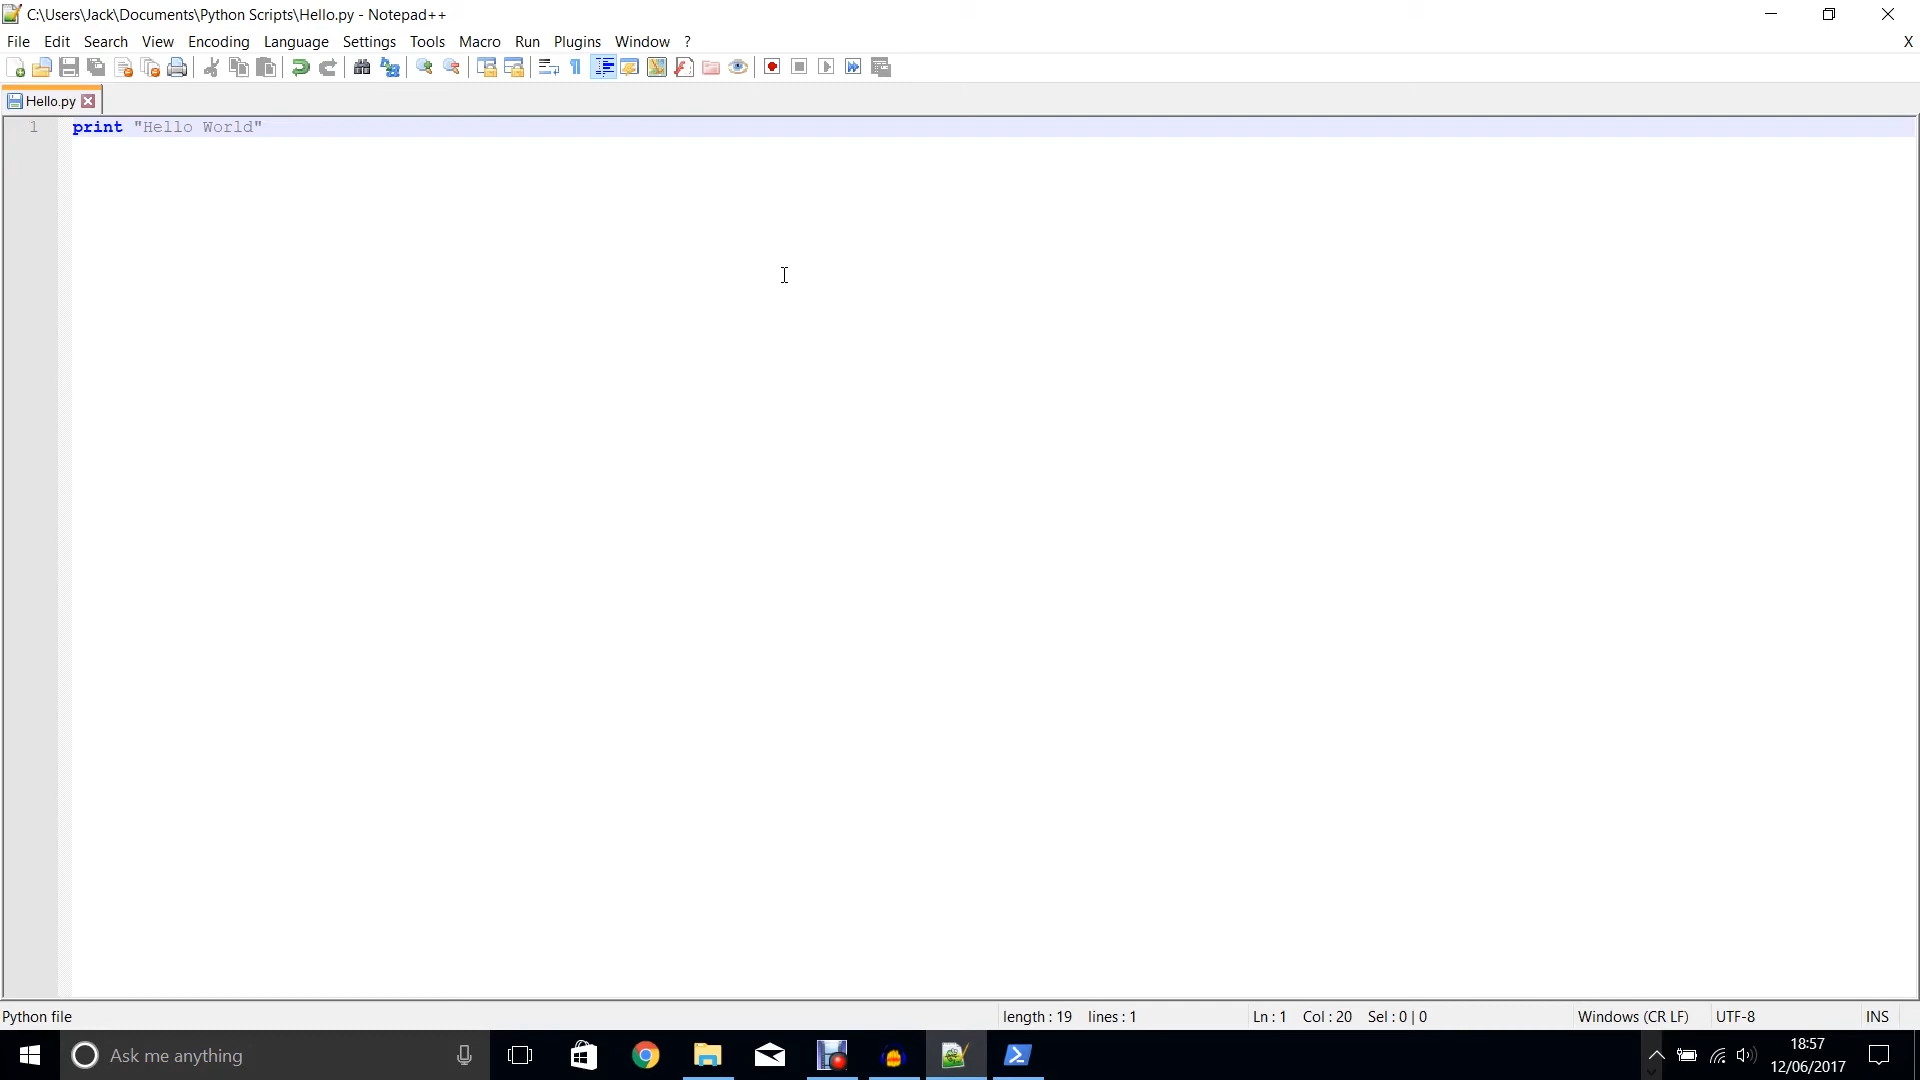 C:\Users\Jack\Documents\Python Scripts\Hello.py - Notepad++
File Edit Search View Encoding Language Settings Tools Macro Run Plugins Window ? X
Hello.py
1 print "Hello World"
Python file length : 19 lines : 1 Ln : 1 Col : 20 Sel : 0 | 0 Windows (CR LF) UTF-8 INS
Ask me anything
18:57
12/06/2017